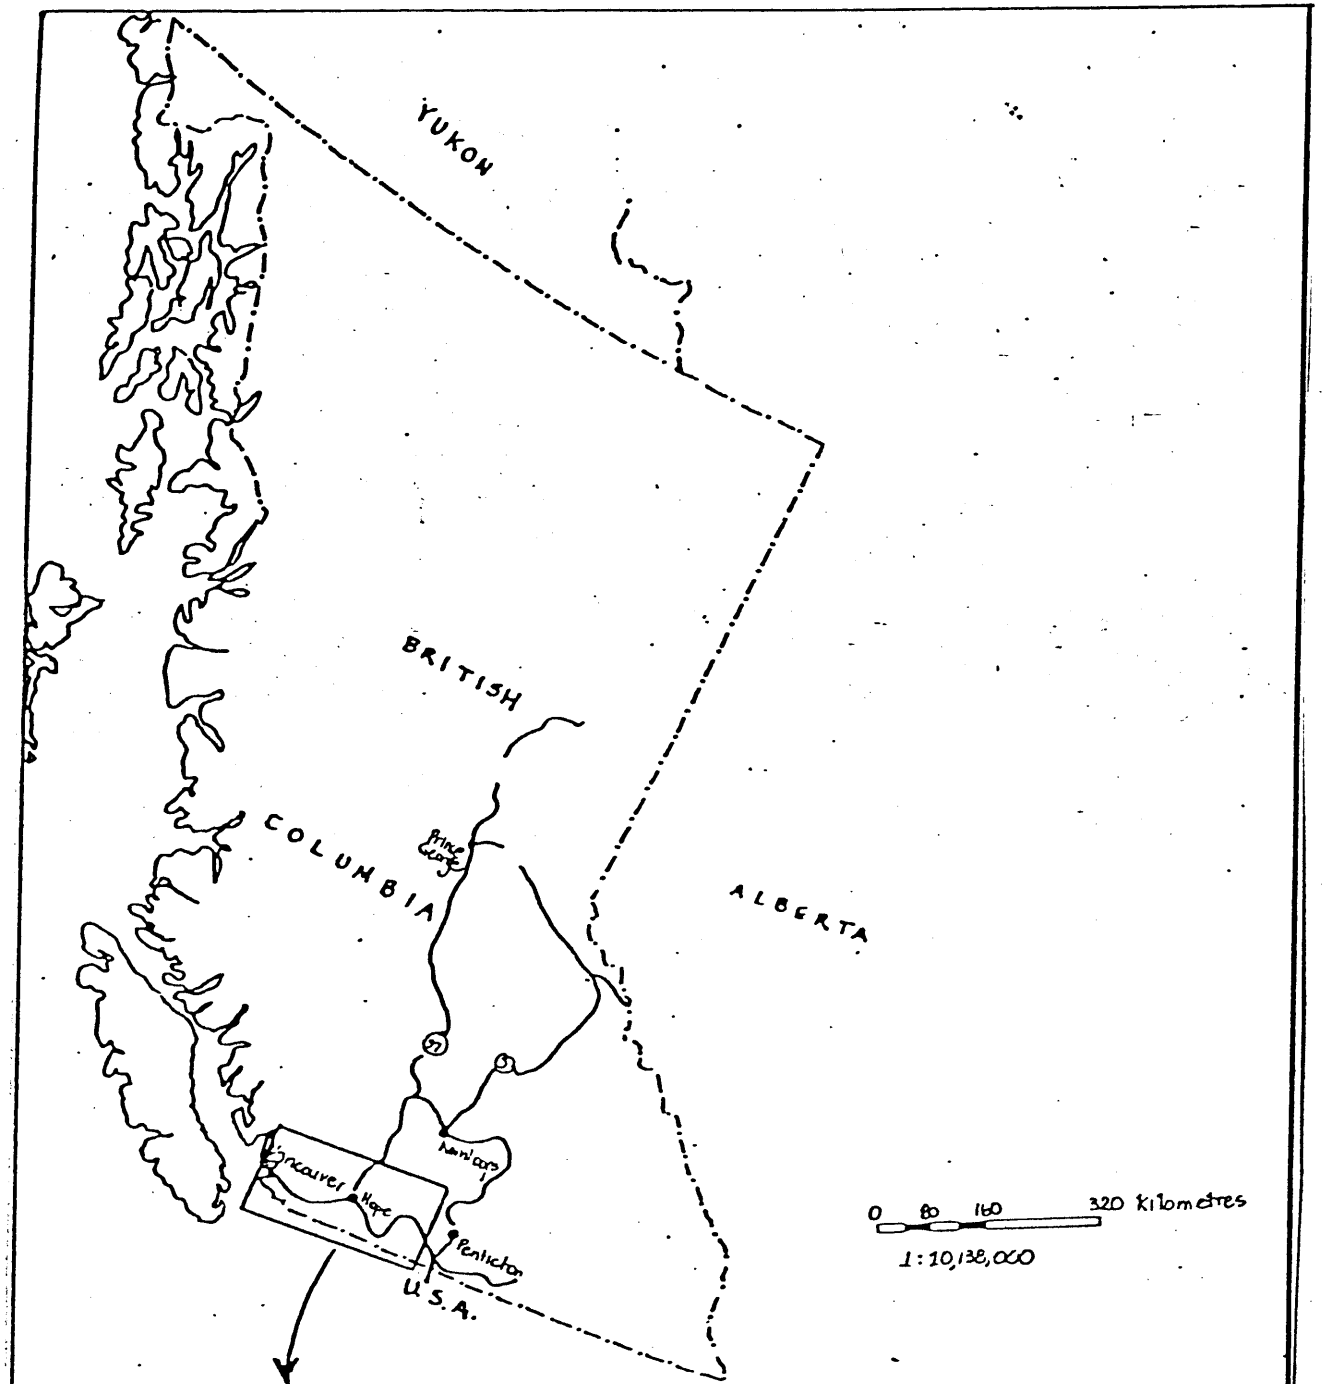 YUKON
BRITISH
COLUMBIA
Prince
George
ALBERTA
97
5
Kamloops
Vancouver
Hope
Penticton
U.S.A.
0 80 160 320 Kilometres
1:10,138,000